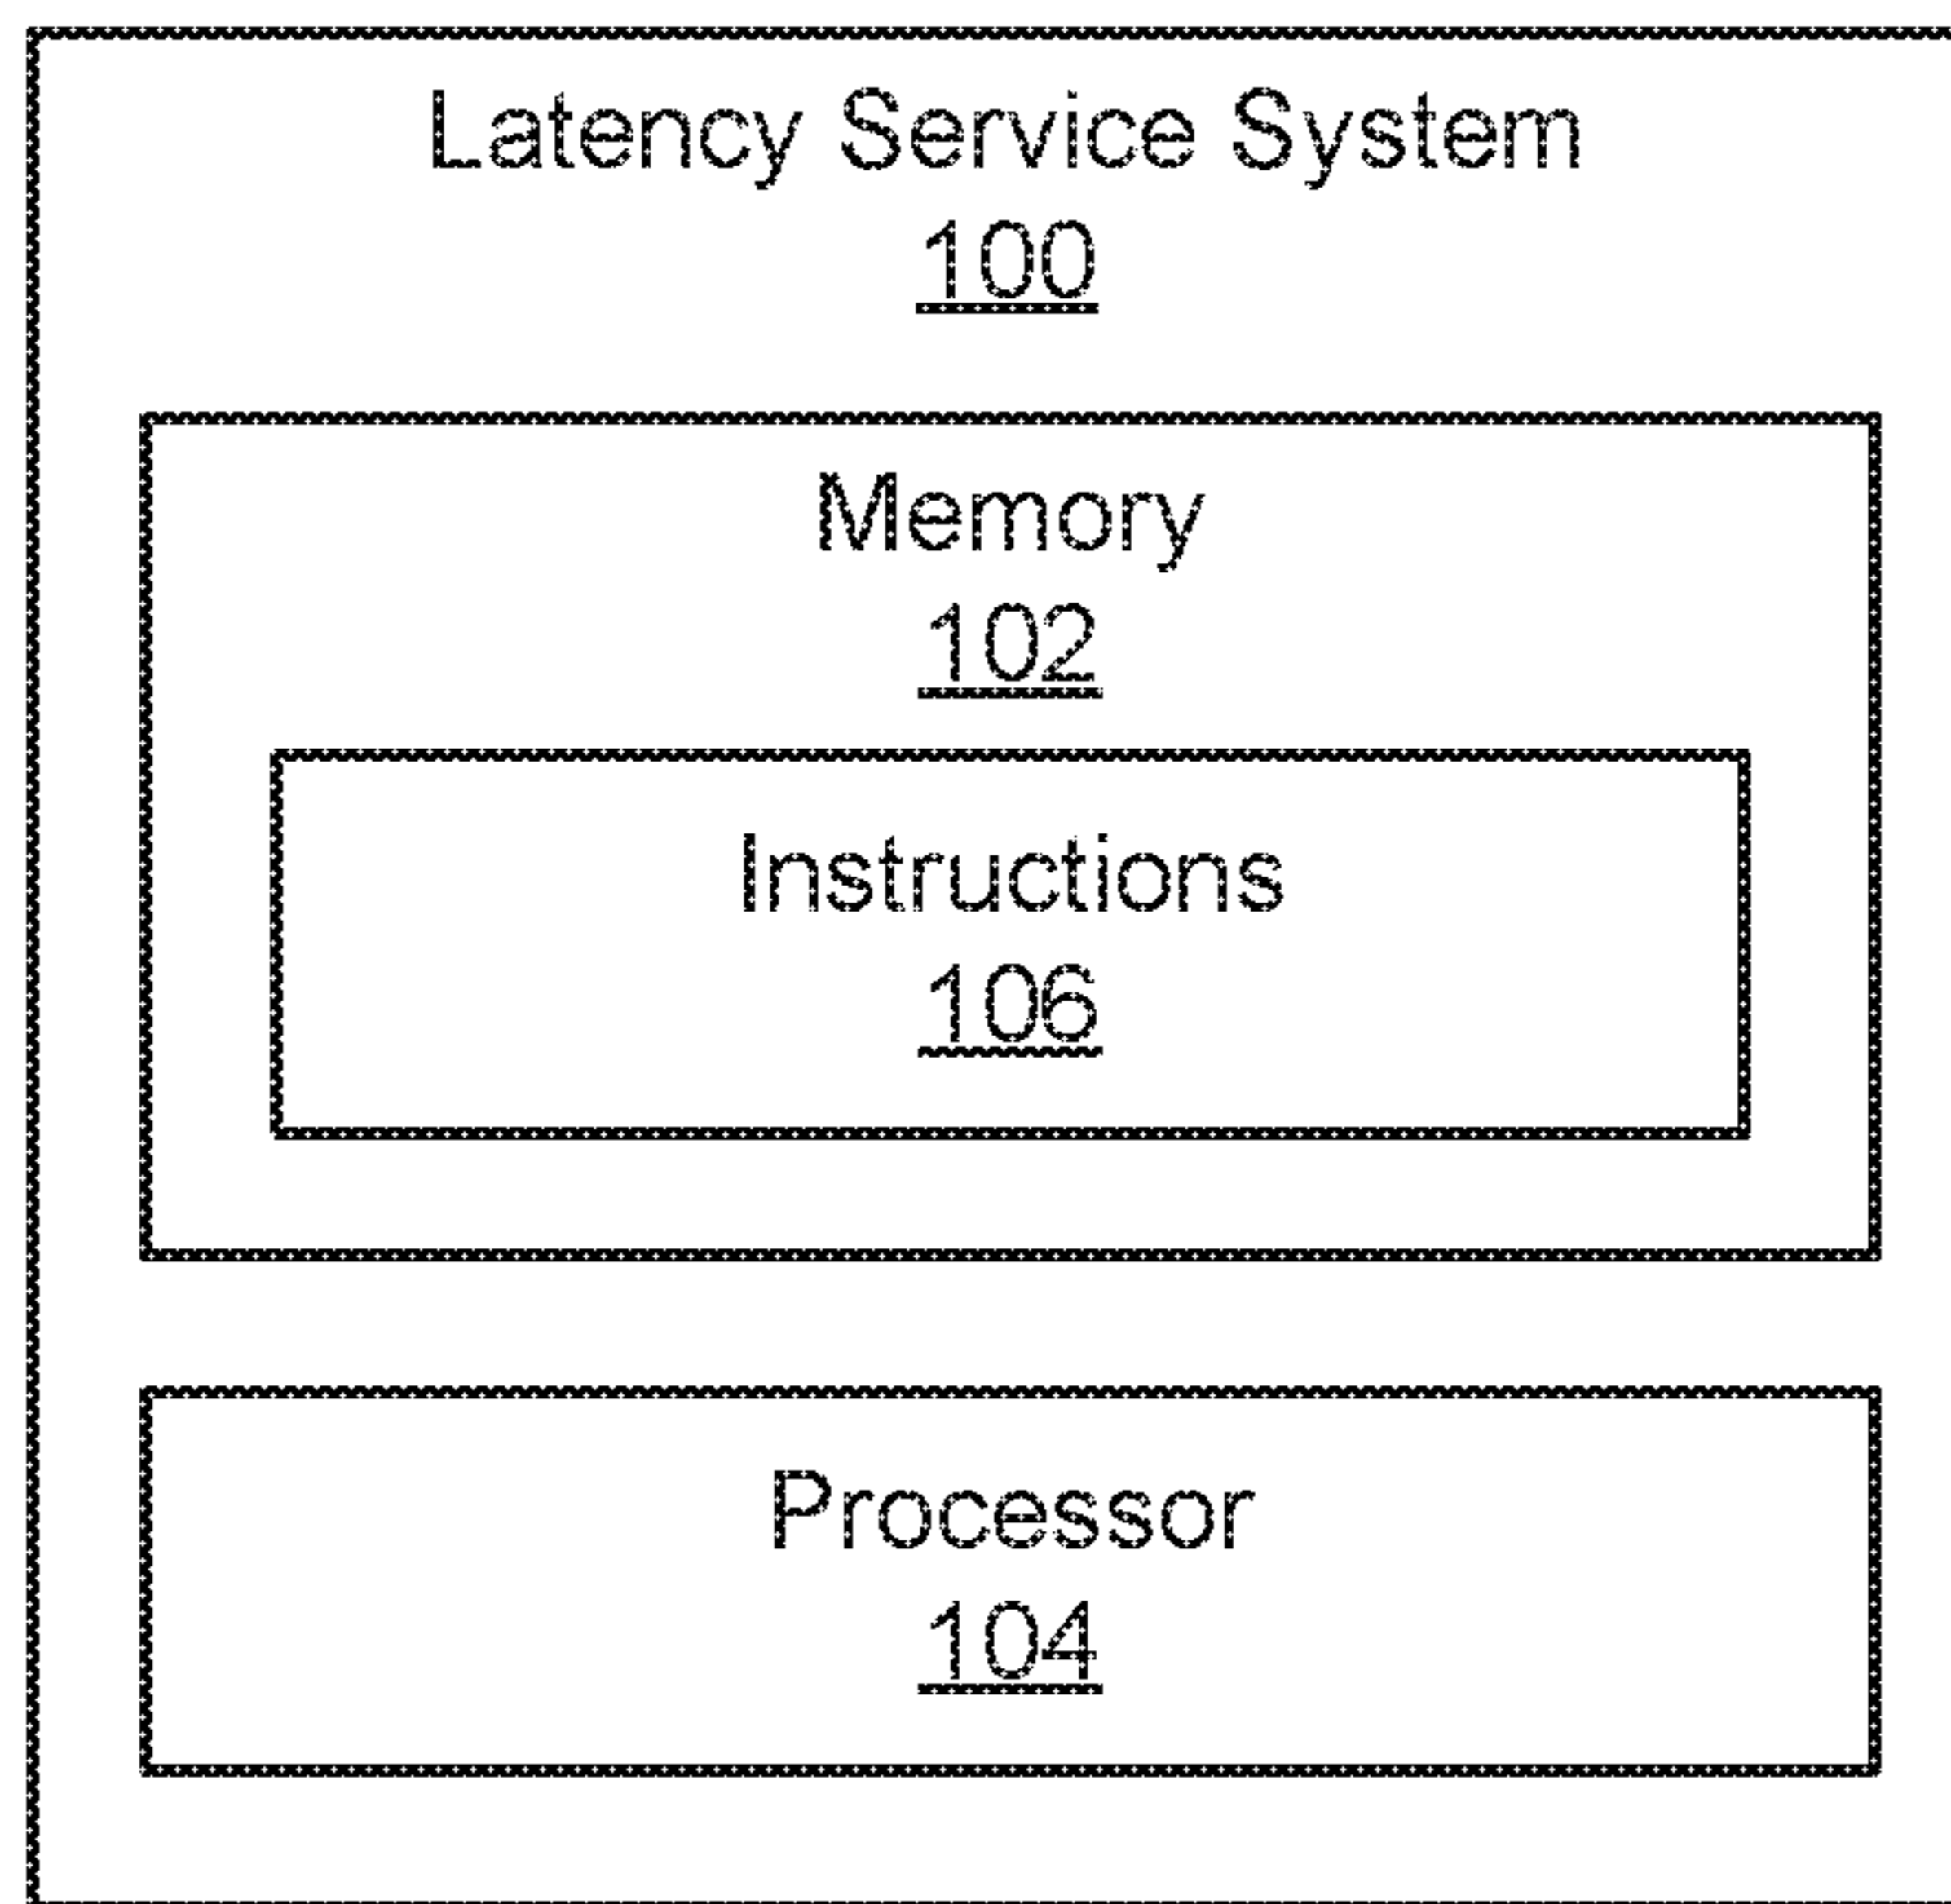 Latency Service System
100
Memory
102
Instructions
106
Processor
104